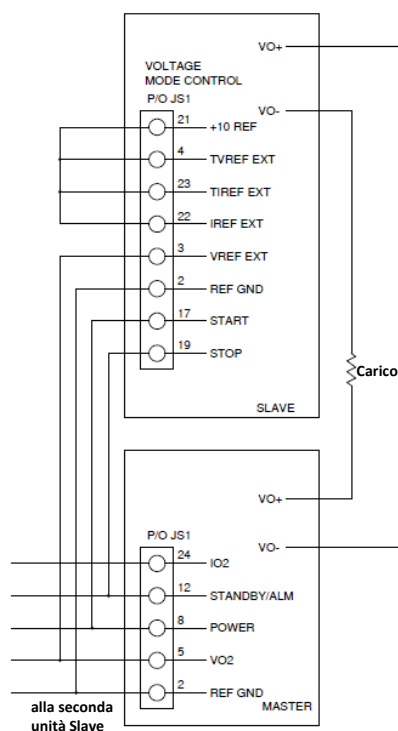 VO+
VOLTAGE
MODE CONTROL
P/O JS1
VO-
21 +10 REF
4 TVREF EXT
23 TIREF EXT
22 IREF EXT
3 VREF EXT
2 REF GND
17 START
19 STOP
Carico
SLAVE
VO+
P/O JS1
VO-
24 IO2
12 STANDBY/ALM
8 POWER
5 VO2
2 REF GND
alla seconda
unità Slave
MASTER